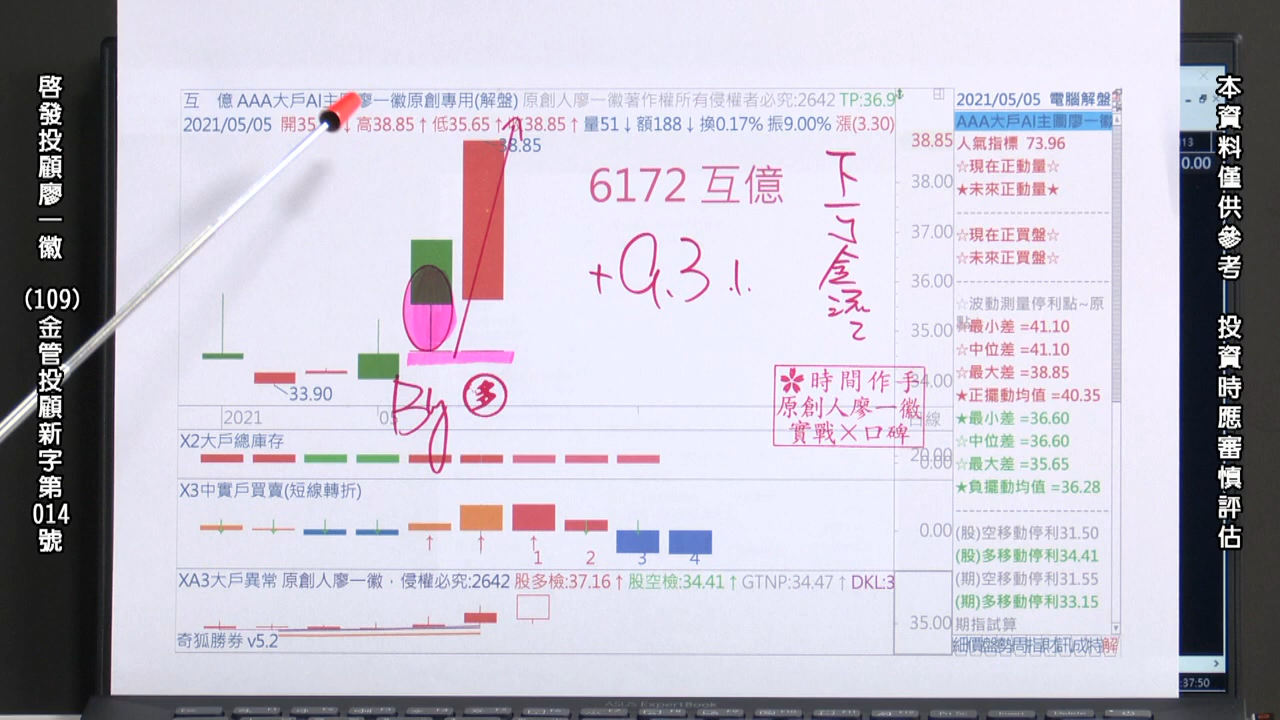 啓發投顧廖一徽
(109)金管投顧新字第014號
互 億 AAA大戶AI主圖廖一徽原創專用(解盤) 原創人廖一徽著作權所有侵權者必究:2642 TP:36.9
2021/05/05 開35 ↓ 高38.85↑ 低35.65↑ 38.85↑ 量51↓ 額188↓ 換0.17% 振9.00% 漲(3.30)
38.85
33.90
6172 互億
+9.3%
By 多
時間作手
原創人廖一徽
實戰×口碑
38.85
38.00
37.00
36.00
35.00
34.00
日線
2021
X2大戶總庫存
20.00
0.00
X3中實戶買賣(短線轉折)
0.00
1 2 3 4
XA3大戶異常 原創人廖一徽,侵權必究:2642 股多檢:37.16↑ 股空檢:34.41↑ GTNP:34.47↑ DKL:3
35.00
奇狐勝券 v5.2
2021/05/05 電腦解盤
AAA大戶AI主圖廖一徽
人氣指標 73.96
☆現在正動量☆
★未來正動量★
☆現在正買盤☆
☆未來正買盤☆
☆波動測量停利點~原
☆最小差 =41.10
☆中位差 =41.10
☆最大差 =38.85
★正擺動均值 =40.35
★最小差 =36.60
☆中位差 =36.60
☆最大差 =35.65
★負擺動均值 =36.28
(股)空移動停利31.50
(股)多移動停利34.41
(期)空移動停利31.55
(期)多移動停利33.15
期指試算
0.00
:37:50
ASUS ExpertBook
本資料僅供參考 投資時應審慎評估